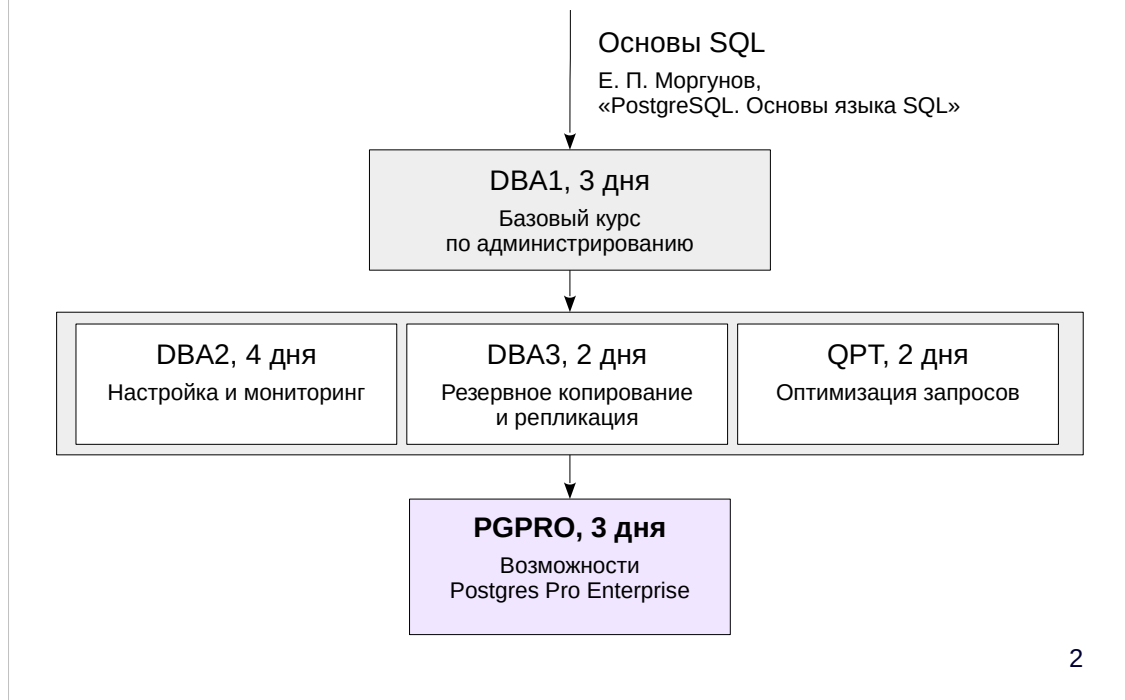 Основы SQL
Е. П. Моргунов,
«PostgreSQL. Основы языка SQL»
DBA1, 3 дня
Базовый курс
по администрированию
DBA2, 4 дня
Настройка и мониторинг
DBA3, 2 дня
Резервное копирование
и репликация
QPT, 2 дня
Оптимизация запросов
PGPRO, 3 дня
Возможности
Postgres Pro Enterprise
2